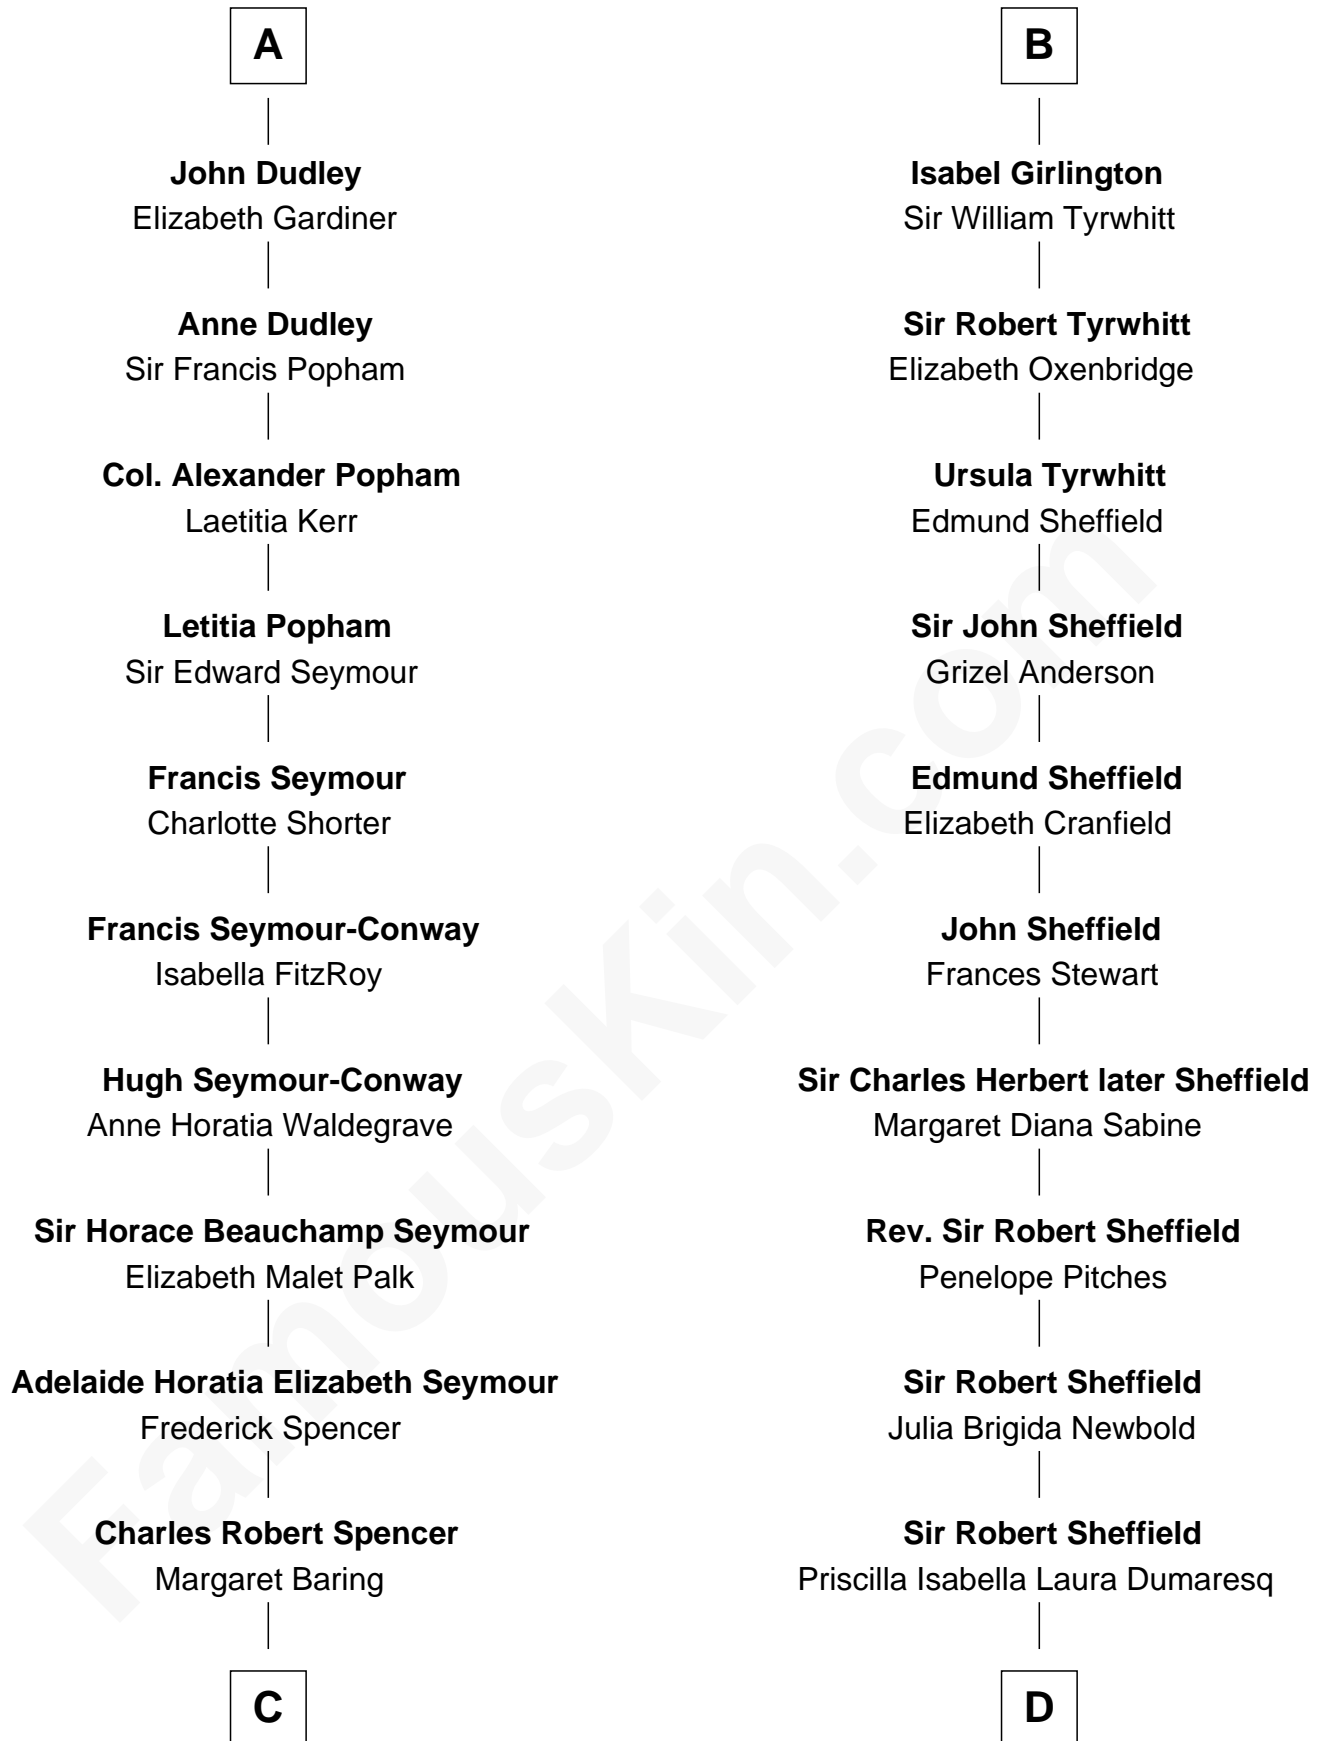 A
John Dudley
Elizabeth Gardiner
Anne Dudley
Sir Francis Popham
Col. Alexander Popham
Laetitia Kerr
Letitia Popham
Sir Edward Seymour
Francis Seymour
Charlotte Shorter
Francis Seymour-Conway
Isabella FitzRoy
Hugh Seymour-Conway
Anne Horatia Waldegrave
Sir Horace Beauchamp Seymour
Elizabeth Malet Palk
Adelaide Horatia Elizabeth Seymour
Frederick Spencer
Charles Robert Spencer
Margaret Baring
C
B
Isabel Girlington
Sir William Tyrwhitt
Sir Robert Tyrwhitt
Elizabeth Oxenbridge
Ursula Tyrwhitt
Edmund Sheffield
Sir John Sheffield
Grizel Anderson
Edmund Sheffield
Elizabeth Cranfield
John Sheffield
Frances Stewart
Sir Charles Herbert later Sheffield
Margaret Diana Sabine
Rev. Sir Robert Sheffield
Penelope Pitches
Sir Robert Sheffield
Julia Brigida Newbold
Sir Robert Sheffield
Priscilla Isabella Laura Dumaresq
D
FamousKin.com